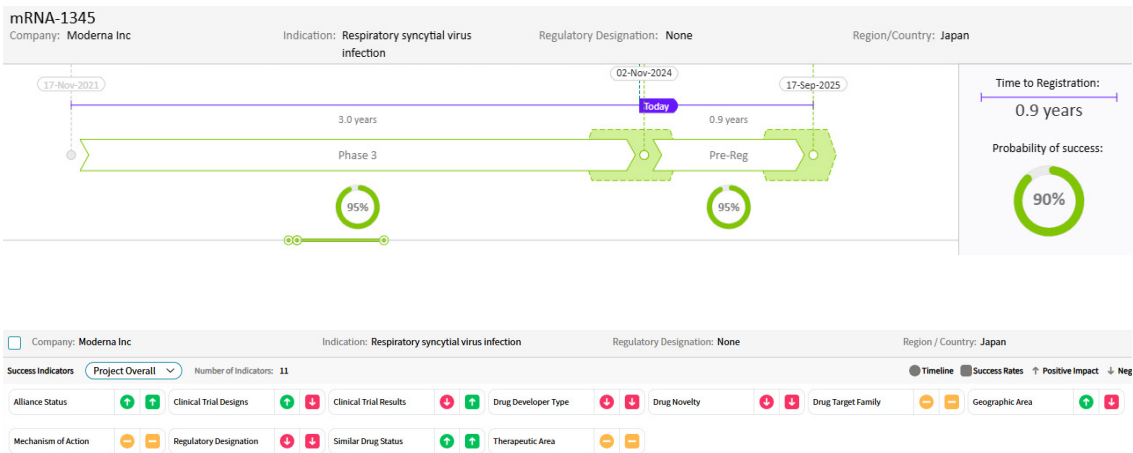 mRNA-1345
Company: Moderna Inc Indication: Respiratory syncytial virus infection Regulatory Designation: None Region/Country: Japan
17-Nov-2021
02-Nov-2024
17-Sep-2025
Today
3.0 years
0.9 years
Phase 3
Pre-Reg
95%
95%
Time to Registration:
0.9 years
Probability of success:
90%
Company: Moderna Inc Indication: Respiratory syncytial virus infection Regulatory Designation: None Region / Country: Japan
Success Indicators Project Overall Number of Indicators: 11 Timeline Success Rates ↑ Positive Impact ↓ Neg
Alliance Status Clinical Trial Designs Clinical Trial Results Drug Developer Type Drug Novelty Drug Target Family Geographic Area
Mechanism of Action Regulatory Designation Similar Drug Status Therapeutic Area